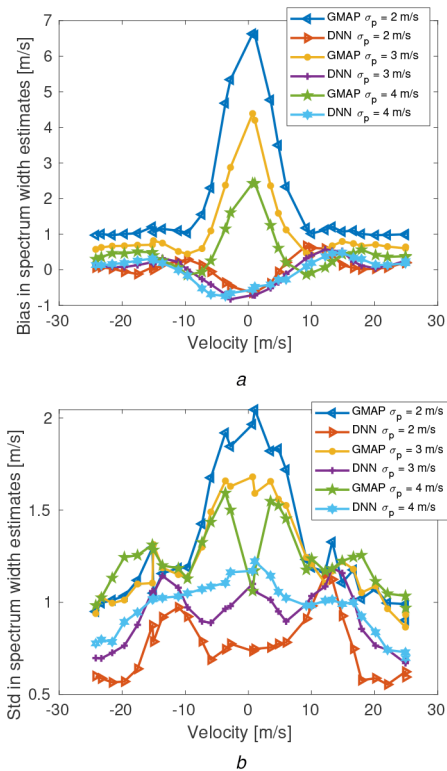 7
6
5
4
3
2
1
0
-1
Bias in spectrum width estimates [m/s]
GMAP σp = 2 m/s
DNN σp = 2 m/s
GMAP σp = 3 m/s
DNN σp = 3 m/s
GMAP σp = 4 m/s
DNN σp = 4 m/s
-30 -20 -10 0 10 20 30
Velocity [m/s]
a
2
1.5
1
0.5
Std in spectrum width estimates [m/s]
GMAP σp = 2 m/s
DNN σp = 2 m/s
GMAP σp = 3 m/s
DNN σp = 3 m/s
GMAP σp = 4 m/s
DNN σp = 4 m/s
-30 -20 -10 0 10 20 30
Velocity [m/s]
b